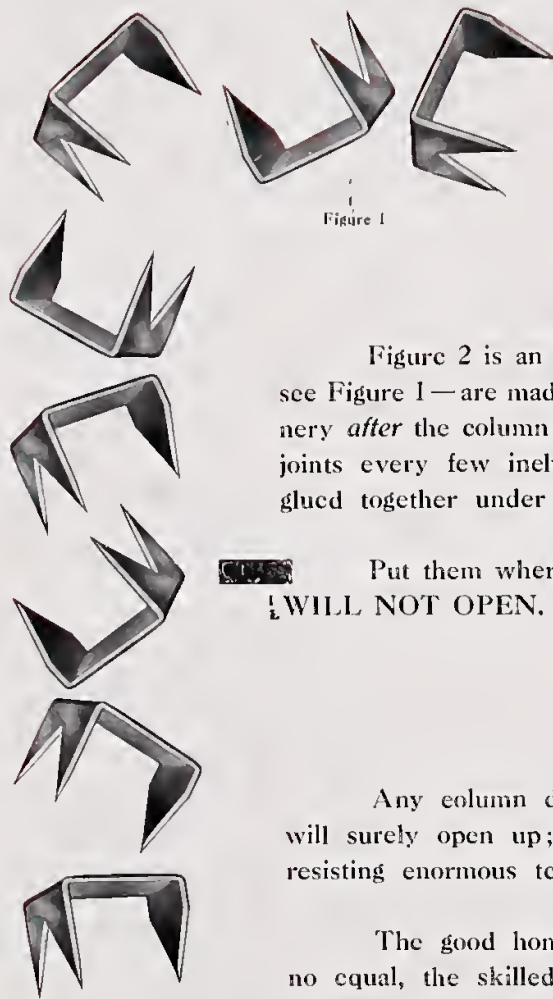 Figure 1
Figure 2 is an
see Figure 1—are mad
nery after the column
joints every few inch
glued together under
Put them wher
WILL NOT OPEN.
Any column d
will surely open up;
resisting enormous te
The good hon
no equal, the skilled